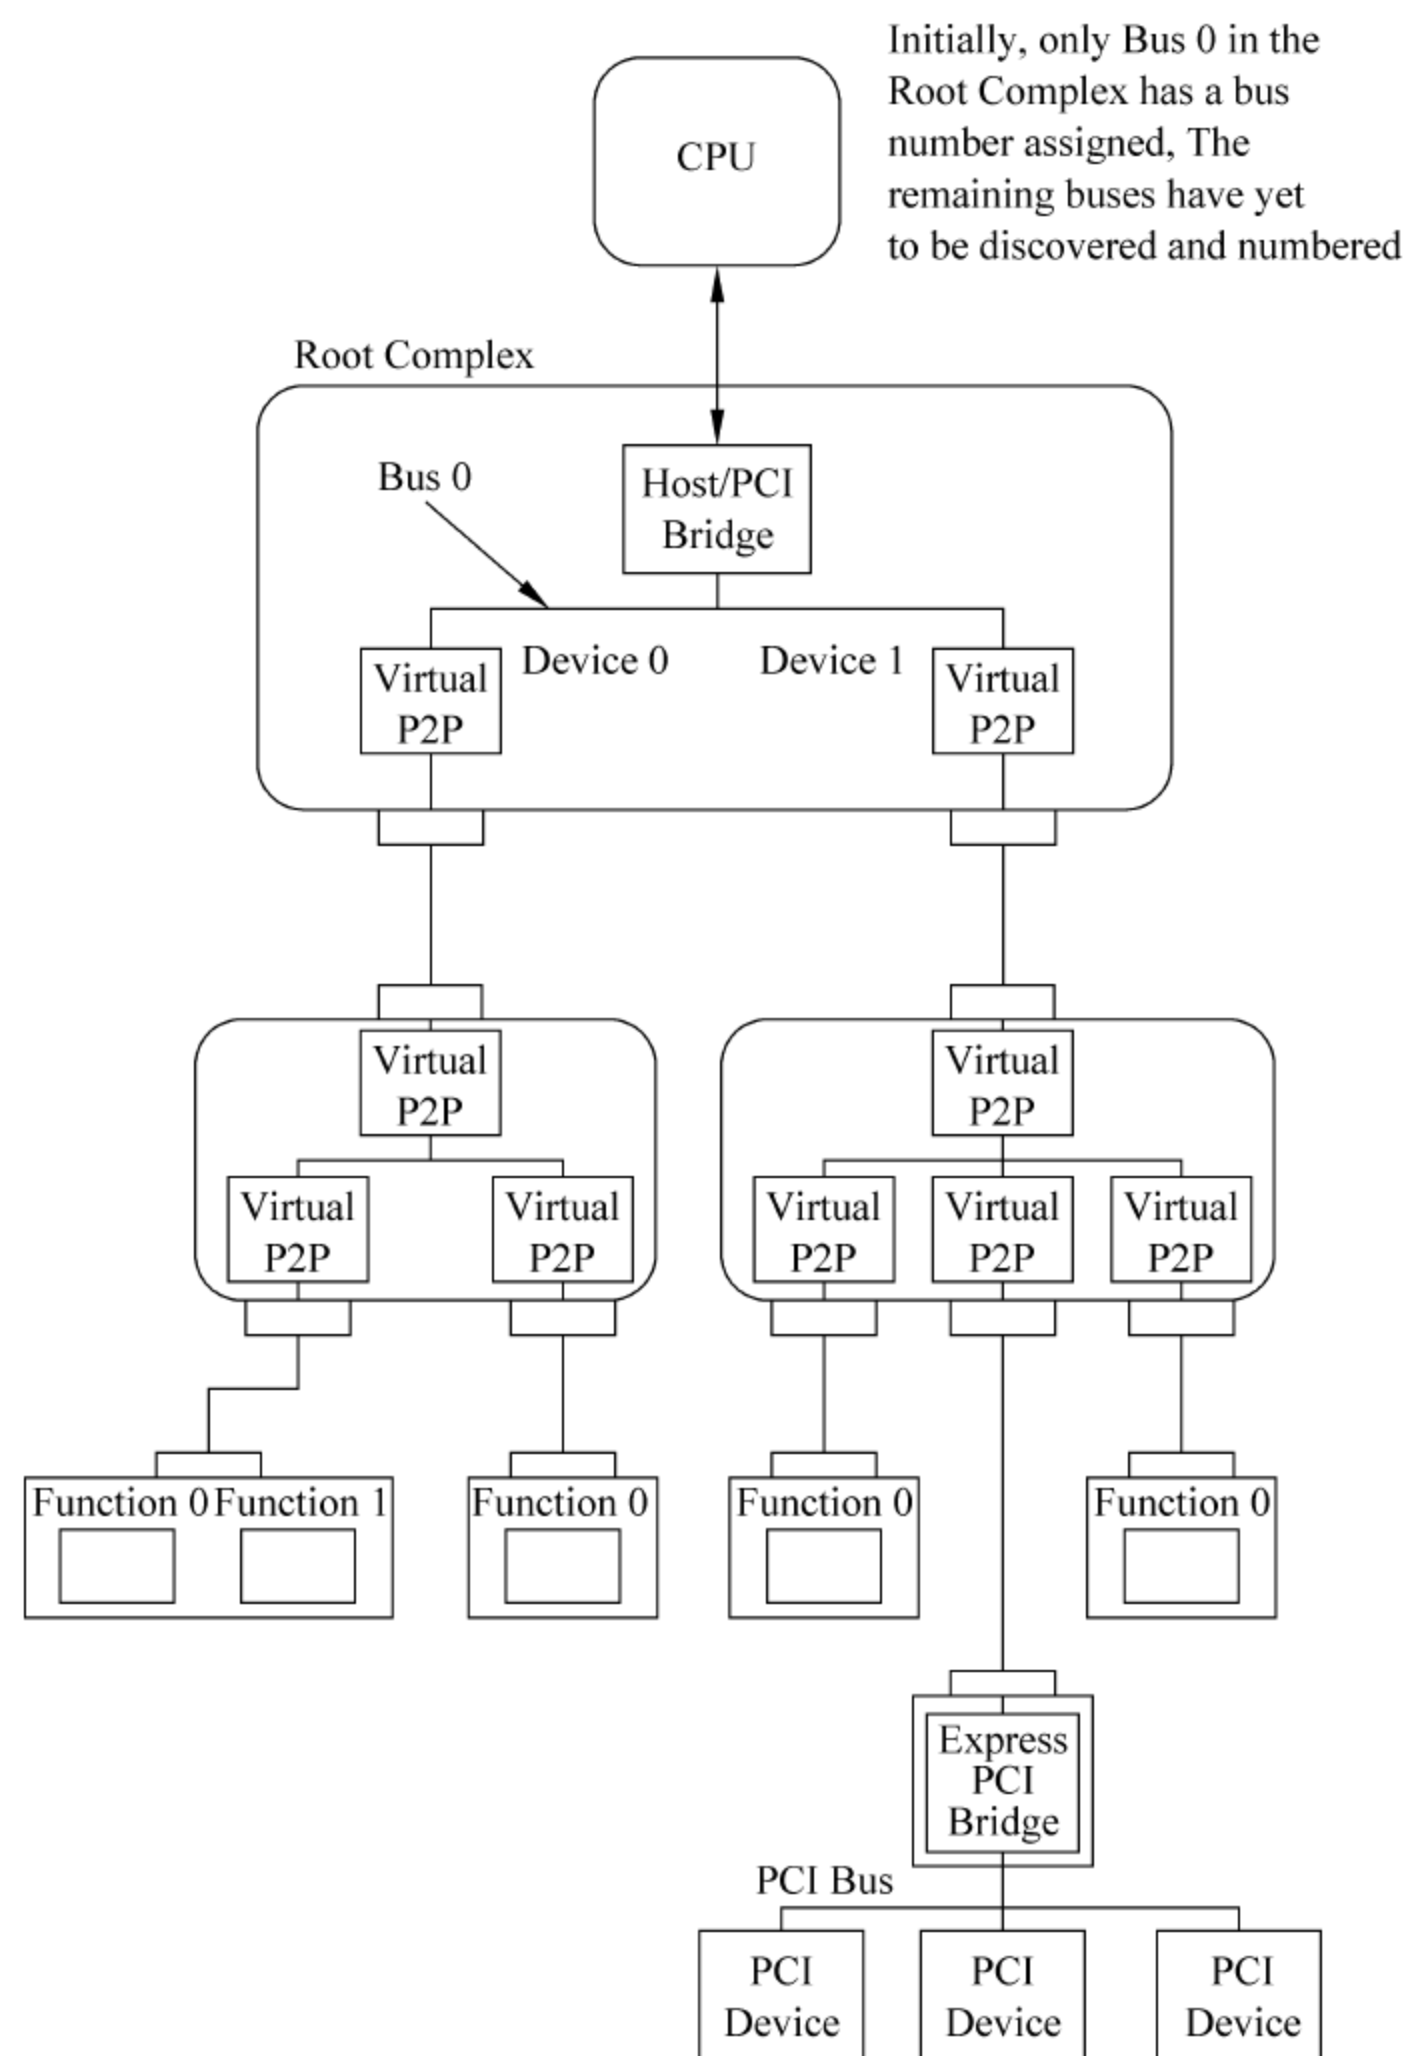 Initially, only Bus 0 in the
Root Complex has a bus
number assigned, The
remaining buses have yet
to be discovered and numbered
CPU
Root Complex
Bus 0
Host/PCI
Bridge
Device 0
Device 1
Virtual
P2P
Virtual
P2P
Virtual
P2P
Virtual
P2P
Virtual
P2P
Virtual
P2P
Virtual
P2P
Virtual
P2P
Virtual
P2P
Function 0
Function 1
Function 0
Function 0
Function 0
Express
PCI
Bridge
PCI Bus
PCI
Device
PCI
Device
PCI
Device